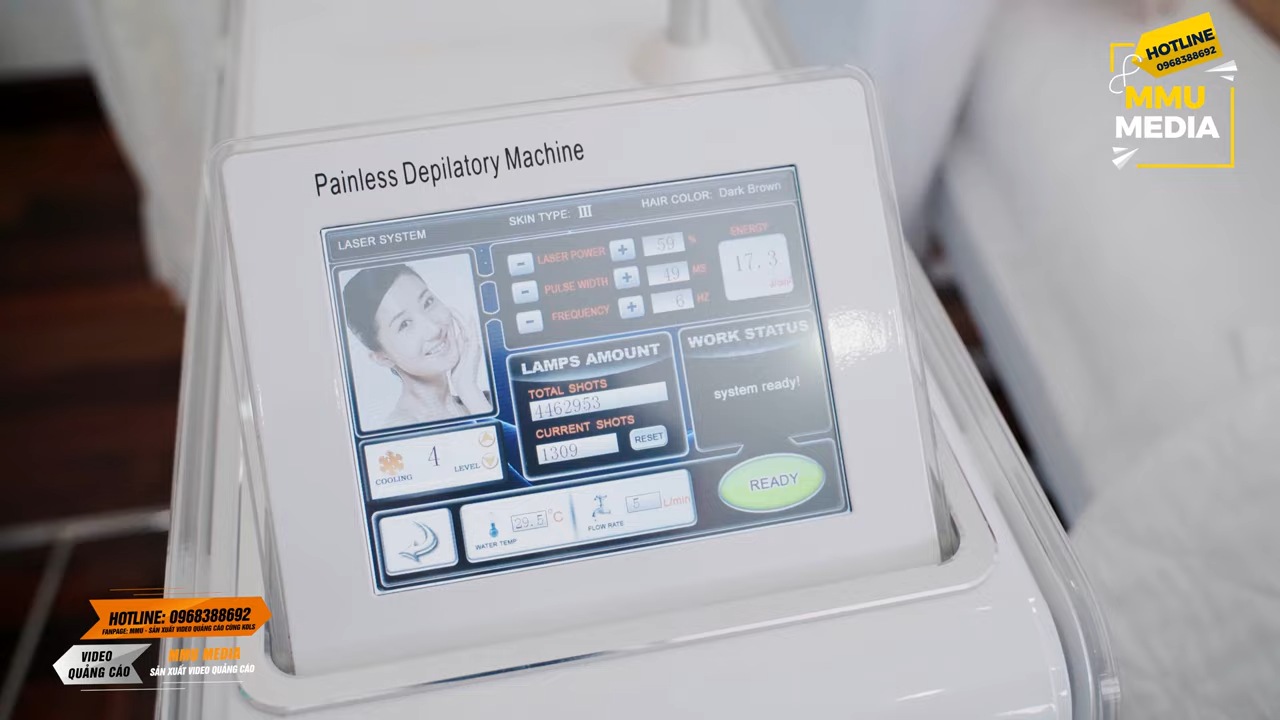 HOTLINE
0968388692
MMU
MEDIA
Painless Depilatory Machine
LASER SYSTEM
SKIN TYPE: III
HAIR COLOR: Dark Brown
- LASER POWER + 59 %
- PULSE WIDTH + 49 MS
- FREQUENCY + 6 HZ
ENERGY
17.3
LAMPS AMOUNT
TOTAL SHOTS
4462953
CURRENT SHOTS
1309
RESET
WORK STATUS
system ready!
COOLING
4
LEVEL
READY
29.5 °C
WATER TEMP
5 L/min
FLOW RATE
HOTLINE: 0968388692
FANPAGE: MMU - SẢN XUẤT VIDEO QUẢNG CÁO CÙNG KOLS
VIDEO
QUẢNG CÁO
MMU MEDIA
SẢN XUẤT VIDEO QUẢNG CÁO